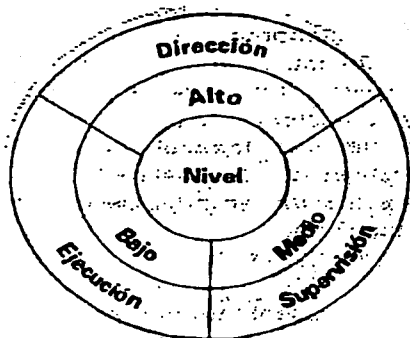 Dirección
Alto
Nivel
Bajo
Medio
Ejecución
Supervisión